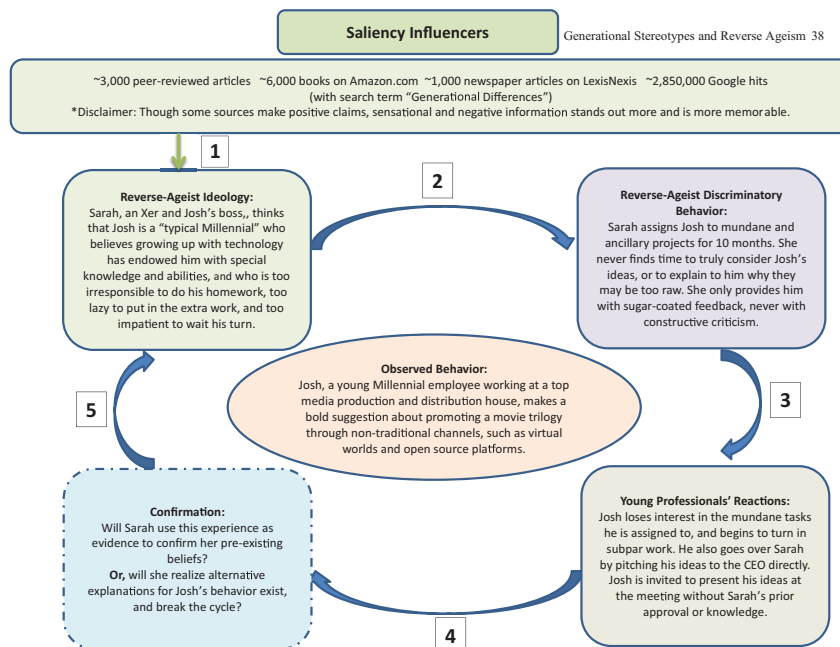 Saliency Influencers
Generational Stereotypes and Reverse Ageism 38
~3,000 peer-reviewed articles ~6,000 books on Amazon.com ~1,000 newspaper articles on LexisNexis ~2,850,000 Google hits
(with search term “Generational Differences”)
*Disclaimer: Though some sources make positive claims, sensational and negative information stands out more and is more memorable.
1
2
Reverse-Ageist Ideology:
Sarah, an Xer and Josh’s boss,, thinks
that Josh is a “typical Millennial” who
believes growing up with technology
has endowed him with special
knowledge and abilities, and who is too
irresponsible to do his homework, too
lazy to put in the extra work, and too
impatient to wait his turn.
Reverse-Ageist Discriminatory
Behavior:
Sarah assigns Josh to mundane and
ancillary projects for 10 months. She
never finds time to truly consider Josh’s
ideas, or to explain to him why they
may be too raw. She only provides him
with sugar-coated feedback, never with
constructive criticism.
Observed Behavior:
Josh, a young Millennial employee working at a top
media production and distribution house, makes a
bold suggestion about promoting a movie trilogy
through non-traditional channels, such as virtual
worlds and open source platforms.
5
3
Confirmation:
Will Sarah use this experience as
evidence to confirm her pre-existing
beliefs?
Or, will she realize alternative
explanations for Josh’s behavior exist,
and break the cycle?
Young Professionals’ Reactions:
Josh loses interest in the mundane tasks
he is assigned to, and begins to turn in
subpar work. He also goes over Sarah
by pitching his ideas to the CEO directly.
Josh is invited to present his ideas at
the meeting without Sarah’s prior
approval or knowledge.
4